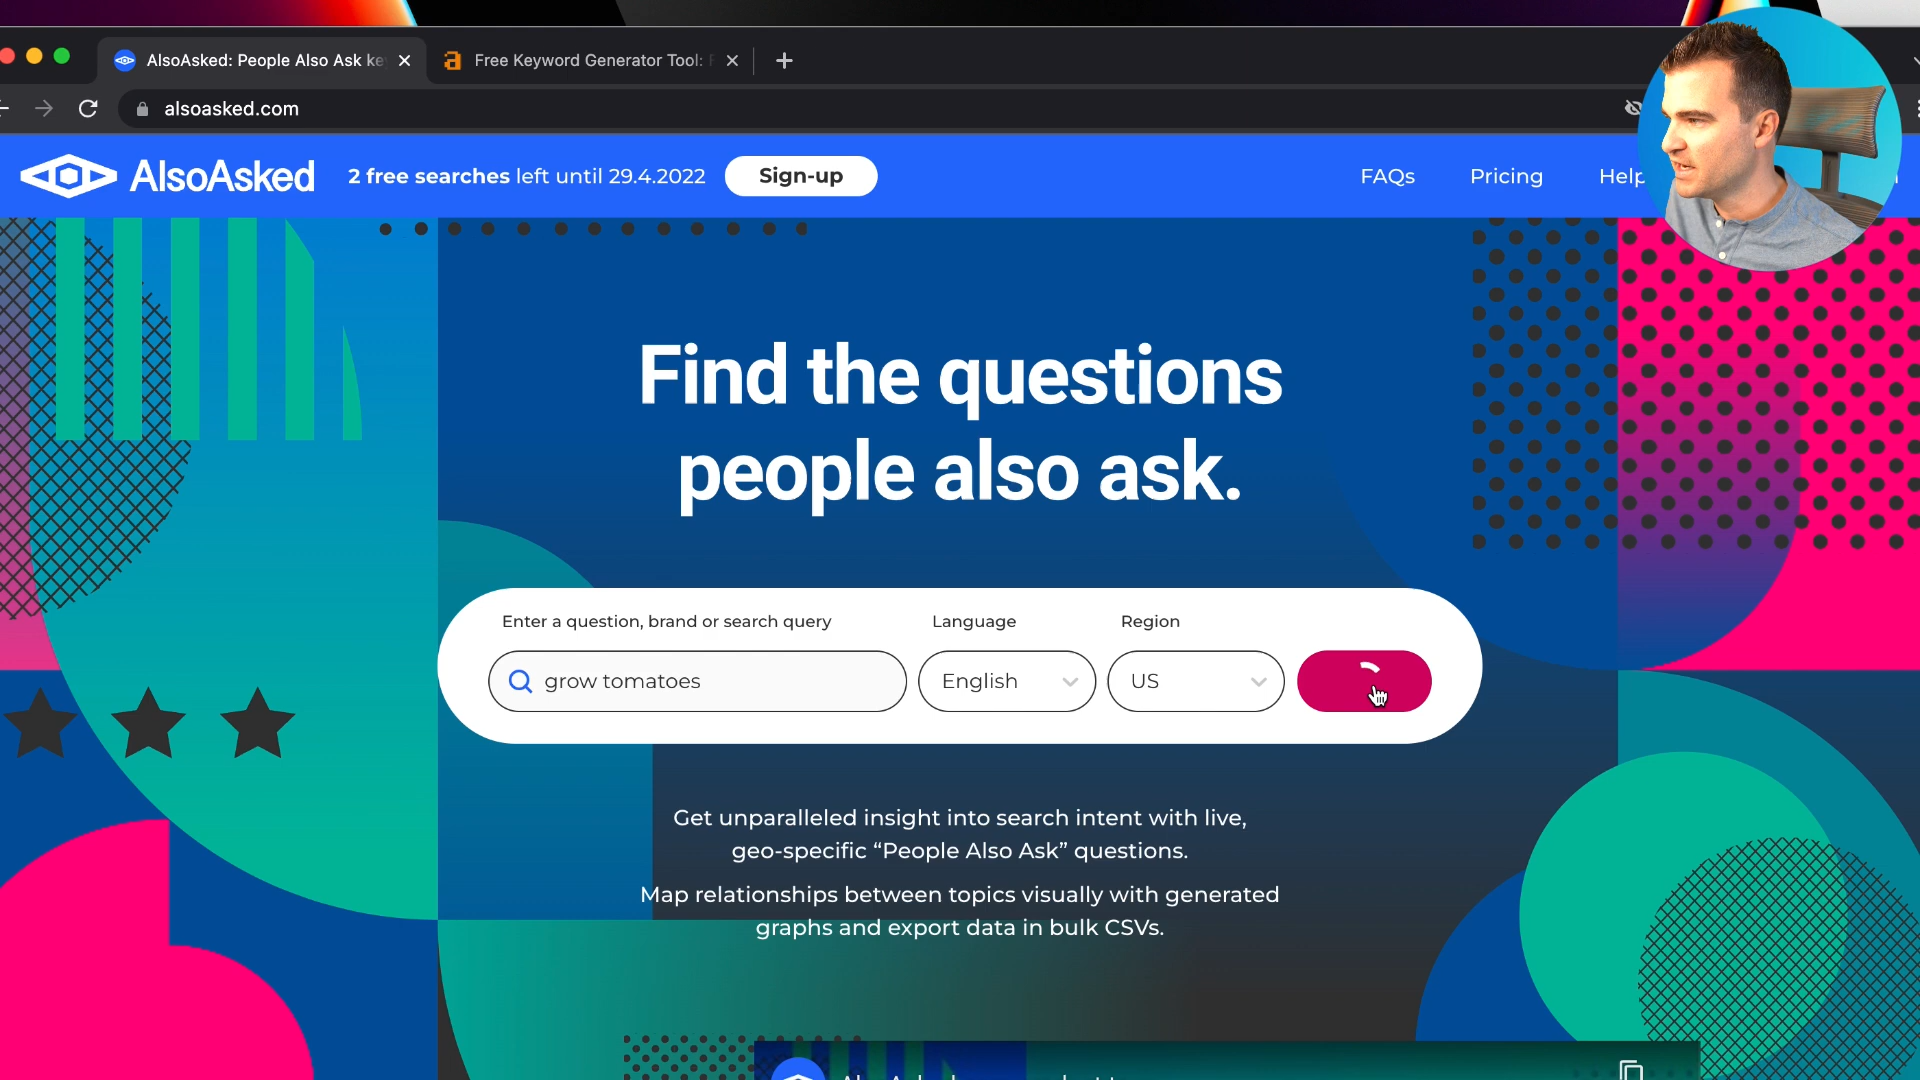 AlsoAsked: People Also Ask ke
Free Keyword Generator Tool:
alsoasked.com
AlsoAsked
2 free searches left until 29.4.2022
Sign-up
FAQs
Pricing
Help
Find the questions
people also ask.
Enter a question, brand or search query
Language
Region
grow tomatoes
English
US
Get unparalleled insight into search intent with live,
geo-specific “People Also Ask” questions.
Map relationships between topics visually with generated
graphs and export data in bulk CSVs.